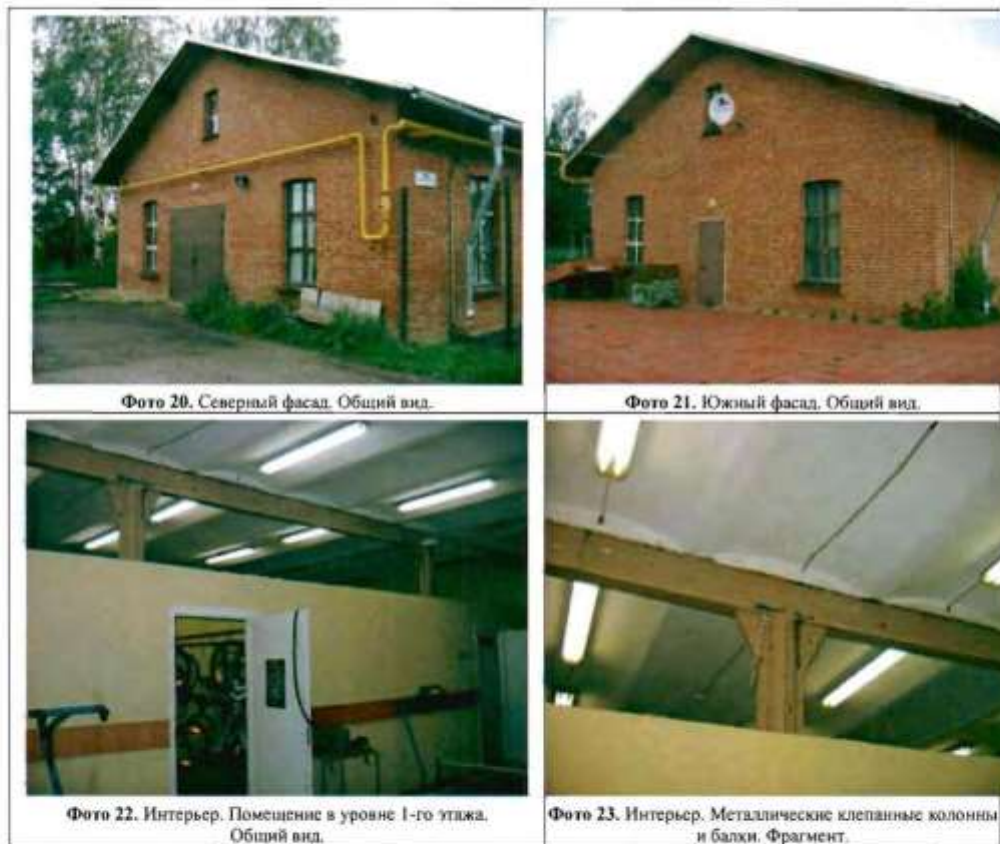 Фото 20. Северный фасад. Общий вид.
Фото 21. Южный фасад. Общий вид.
Фото 22. Интерьер. Помещение в уровне 1-го этажа.
Общий вид.
Фото 23. Интерьер. Металлические клепанные колонны
и балки. Фрагмент.